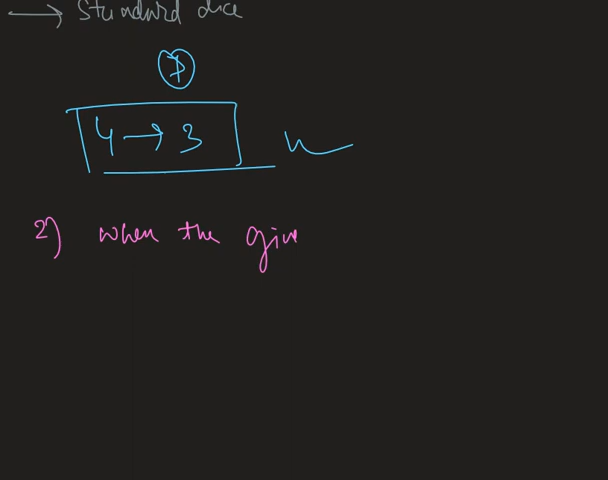 → Standard dice
7
4 → 3
2) when the give